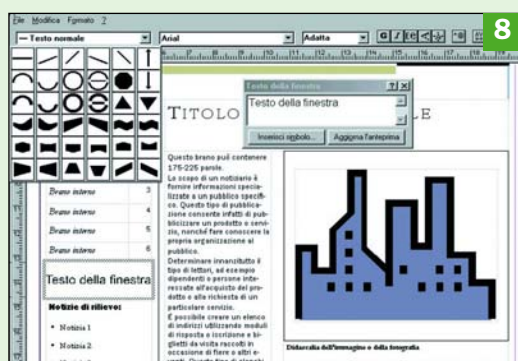 8
File Modifica Formato ?
Testo normale Arial Adatta G I
Testo della finestra
TITOLO
Testo della finestra
LE
Inserisci simbolo... Aggiorna l'anteprima
Questo brano può contenere
175-225 parole.
Lo scopo di un notiziario è
fornire informazioni specia-
lizzate a un pubblico specifi-
co. Questo tipo di pubblica-
zione consente infatti di pub-
blicizzare un prodotto o servi-
zio, nonché fare conoscere la
propria organizzazione al
pubblico.
Determinare innanzitutto il
tipo di lettori, ad esempio
dipendenti o persone inte-
ressate all'acquisto del pro-
dotto o alla richiesta di un
particolare servizio.
È possibile creare un elenco
di indirizzi utilizzando moduli
di risposta o iscrizione e bi-
glietti da visita raccolti in
occasione di fiere o altri e-
Brano interno 3
Brano interno 4
Brano interno 5
Brano interno 6
Testo della finestra
Notizie di rilievo:
• Notizia 1
• Notizia 2
Didascalia dell'immagine o della fotografia